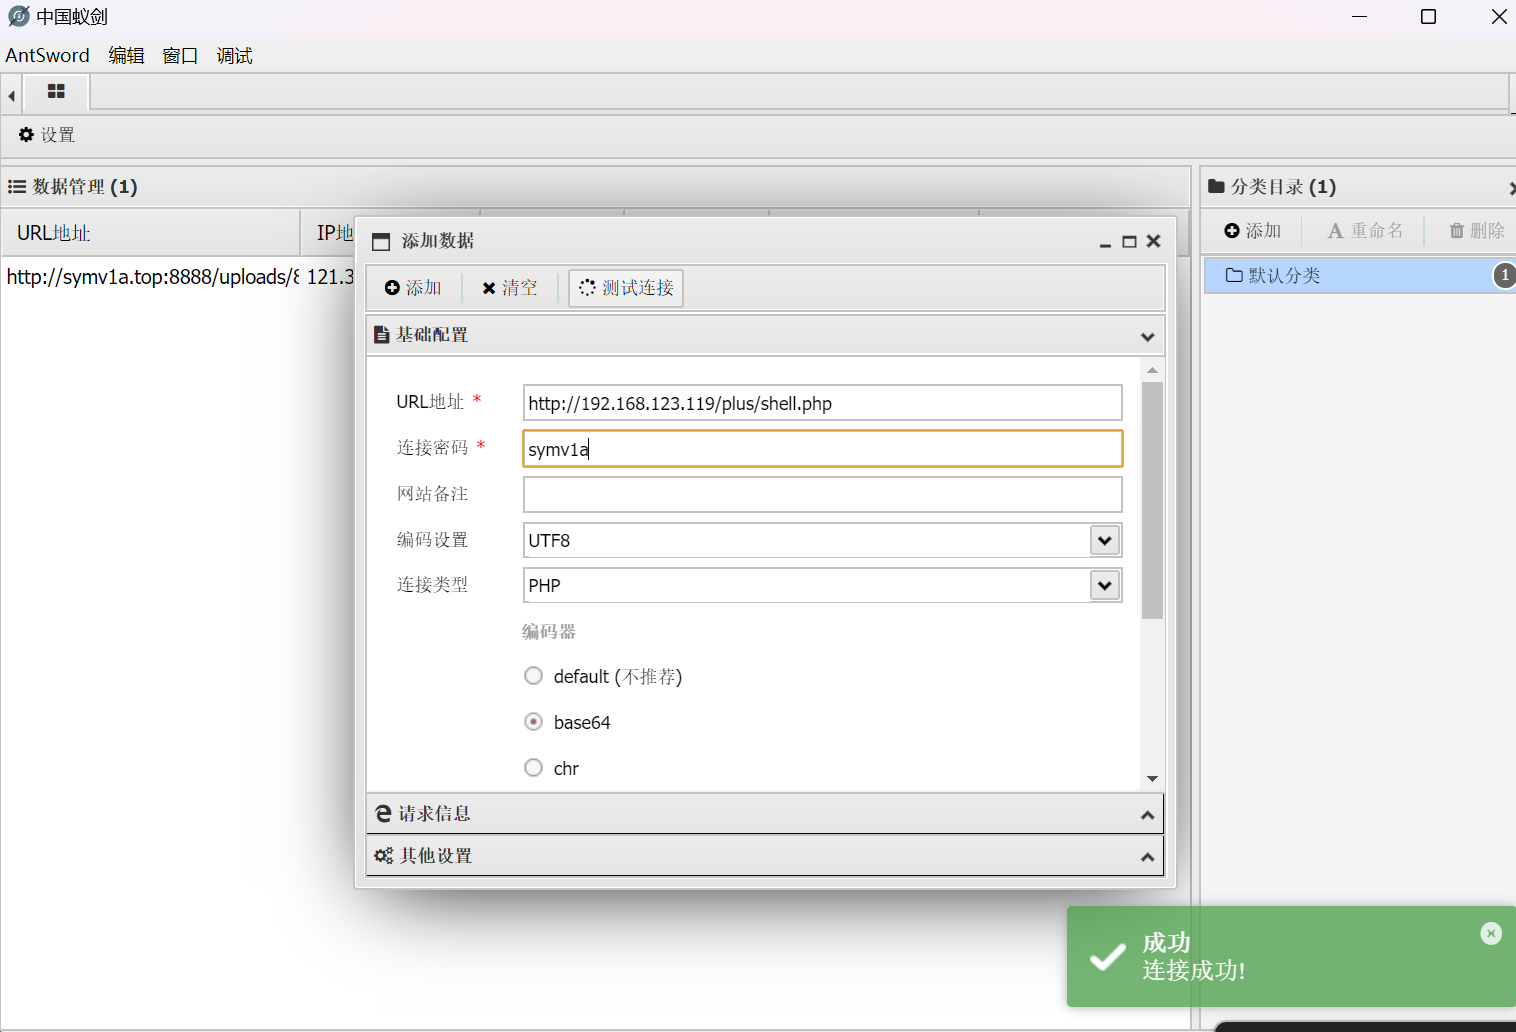 中国蚁剑
AntSword 编辑 窗口 调试
设置
数据管理 (1)
URL地址 IP地
http://symv1a.top:8888/uploads/8 121.3
分类目录 (1)
添加 重命名 删除
默认分类 1
添加数据
添加 清空 测试连接
基础配置
URL地址 * http://192.168.123.119/plus/shell.php
连接密码 * symv1a
网站备注
编码设置 UTF8
连接类型 PHP
编码器
default (不推荐)
base64
chr
请求信息
其他设置
成功
连接成功!